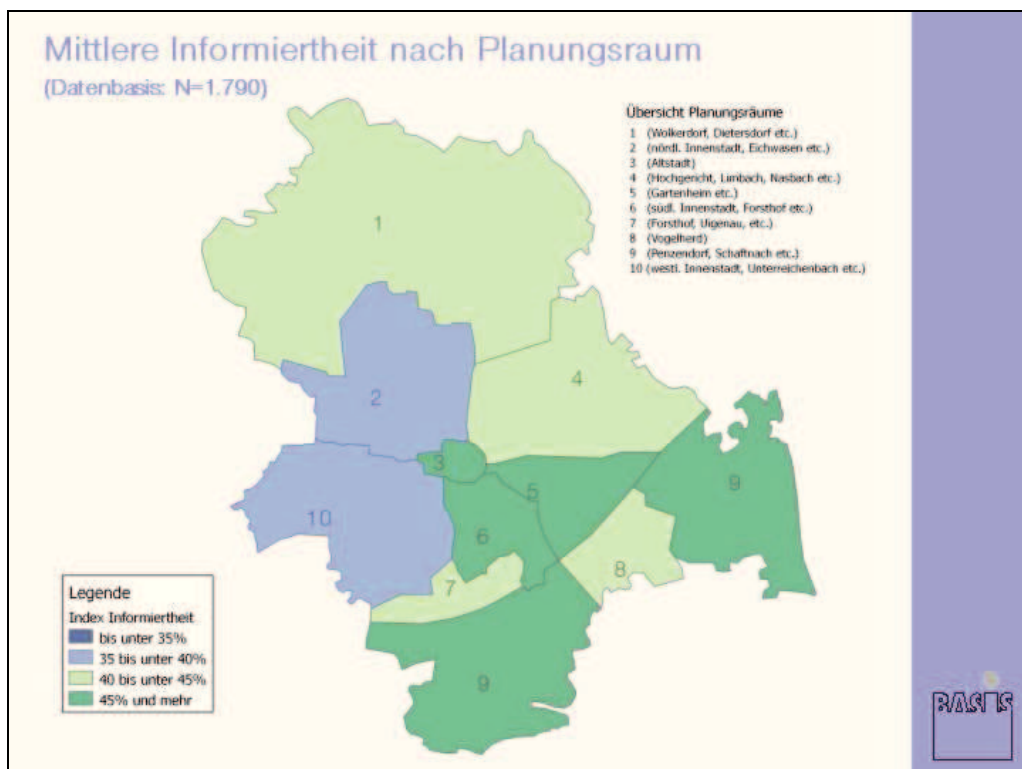 Mittlere Informiertheit nach Planungsraum
(Datenbasis: N=1.790)
Übersicht Planungsräume
1 (Wolkerdorf, Dietersdorf etc.)
2 (nördl. Innenstadt, Eichwasen etc.)
3 (Altstadt)
4 (Hochgericht, Limbach, Nasbach etc.)
5 (Gartenheim etc.)
6 (südl. Innenstadt, Forsthof etc.)
7 (Forsthof, Uigenau, etc.)
8 (Vogelherd)
9 (Penzendorf, Schaftnach etc.)
10 (westl. Innenstadt, Unterreichenbach etc.)
1
4
2
3
9
5
10
6
8
7
9
Legende
Index Informiertheit
bis unter 35%
35 bis unter 40%
40 bis unter 45%
45% und mehr
BASIS